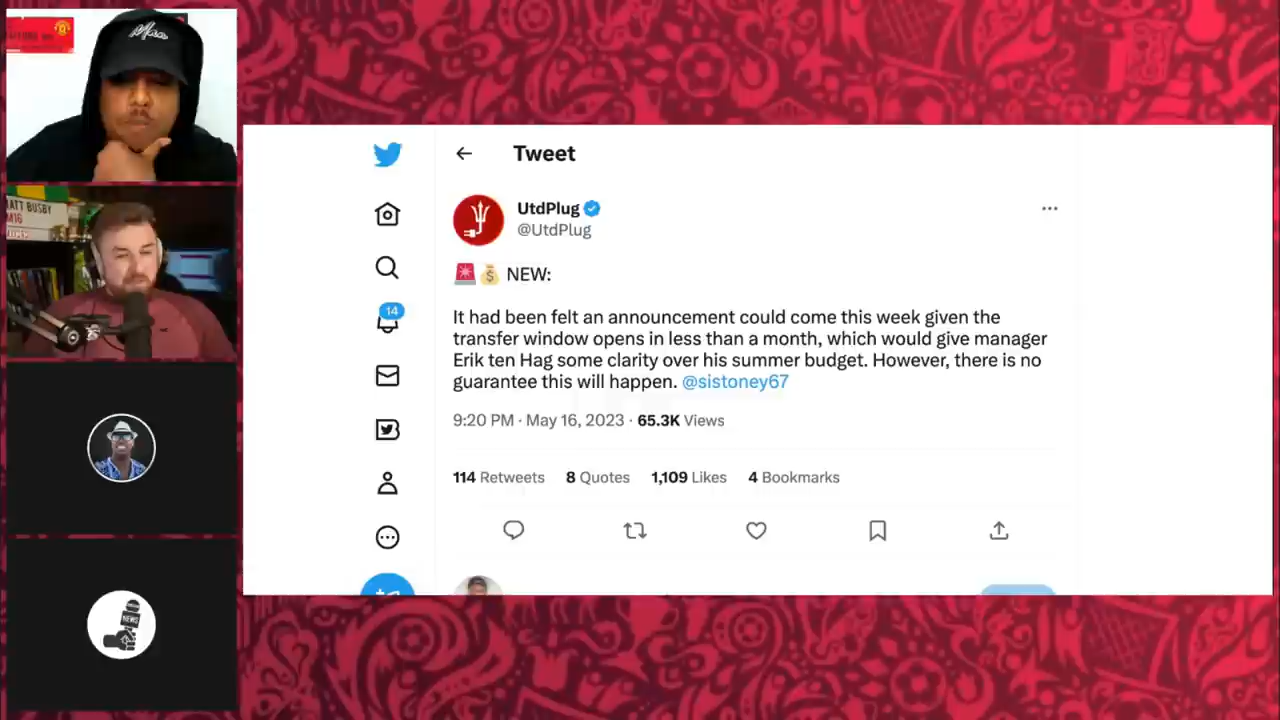 Tweet
UtdPlug
@UtdPlug
NEW:
14
It had been felt an announcement could come this week given the
transfer window opens in less than a month, which would give manager
Erik ten Hag some clarity over his summer budget. However, there is no
guarantee this will happen. @sistoney67
9:20 PM · May 16, 2023 · 65.3K Views
114 Retweets 8 Quotes 1,109 Likes 4 Bookmarks
MATT BUSBY
NEWS